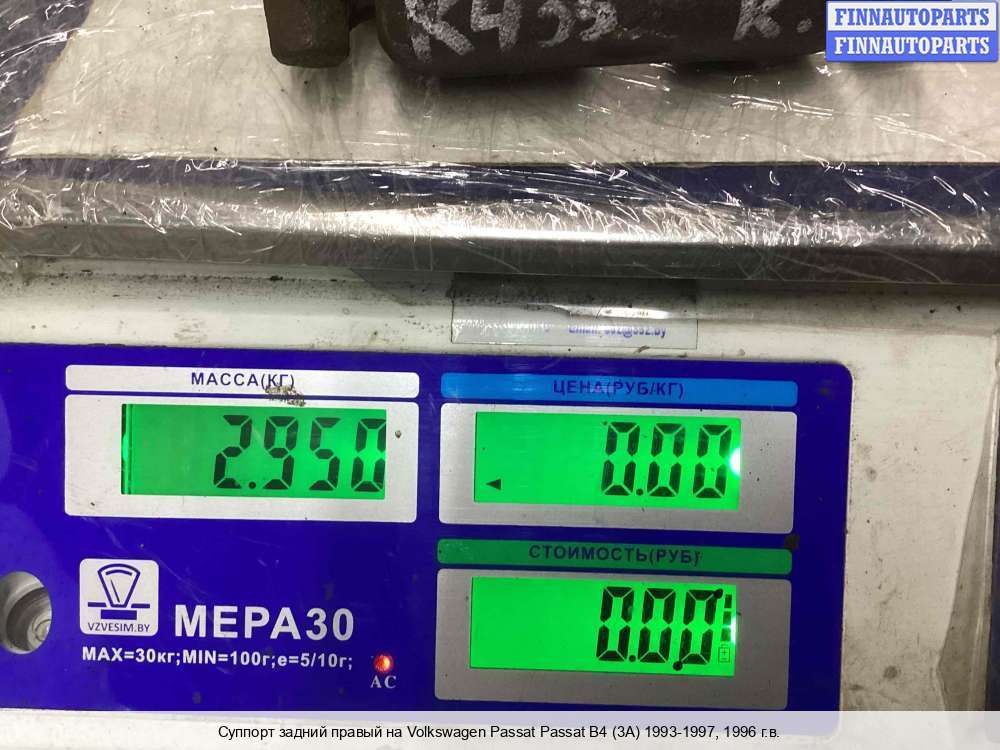 K455 K.
FINNAUTOPARTS
FINNAUTOPARTS
МАССА(КГ)
2.950
ЦЕНА(РУБ/КГ)
0.00
СТОИМОСТЬ(РУБ)
0.00
VZVESIM.BY
МЕРА30
MAX=30кг;MIN=100г;e=5/10г;
AC
Суппорт задний правый на Volkswagen Passat Passat B4 (3A) 1993-1997, 1996 г.в.